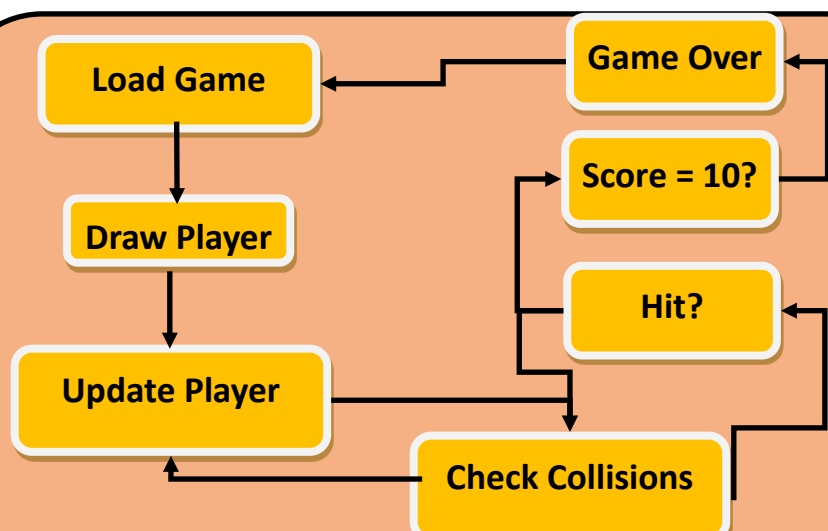 Load Game
Game Over
Score = 10?
Draw Player
Hit?
Update Player
Check Collisions